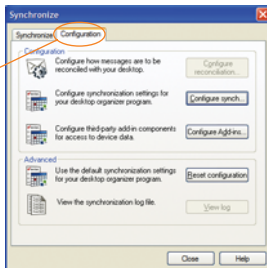 Synchronize
Synchronize
Configuration
Configuration
Configure how messages are to be
reconciled with your desktop.
Configure
reconciliation...
Configure synchronization settings for
your desktop organizer program.
Configure synch...
Configure third-party add-in components
for access to device data.
Configure Add-ins...
Advanced
Use the default synchronization settings
for your desktop organizer program.
Reset configuration
View the synchronization log file.
View log
Close
Help